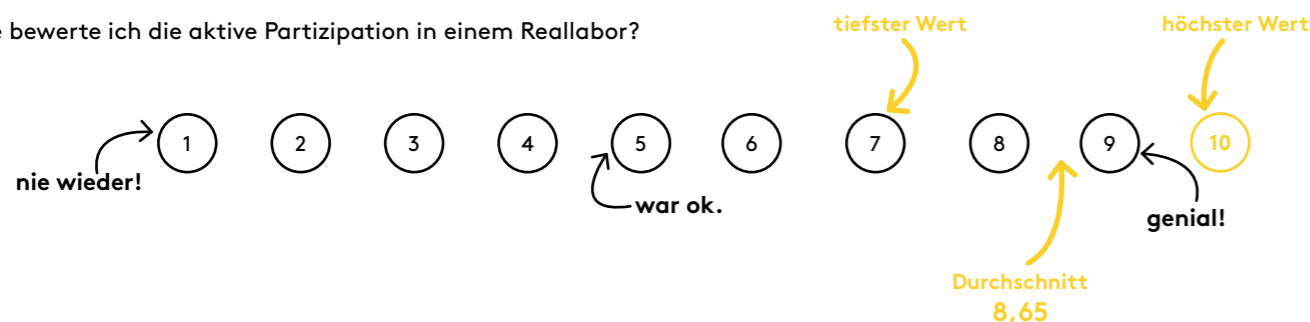 e bewerte ich die aktive Partizipation in einem Reallabor?
tiefster Wert
höchster Wert
1 2 3 4 5 6 7 8 9 10
nie wieder!
war ok.
genial!
Durchschnitt
8,65